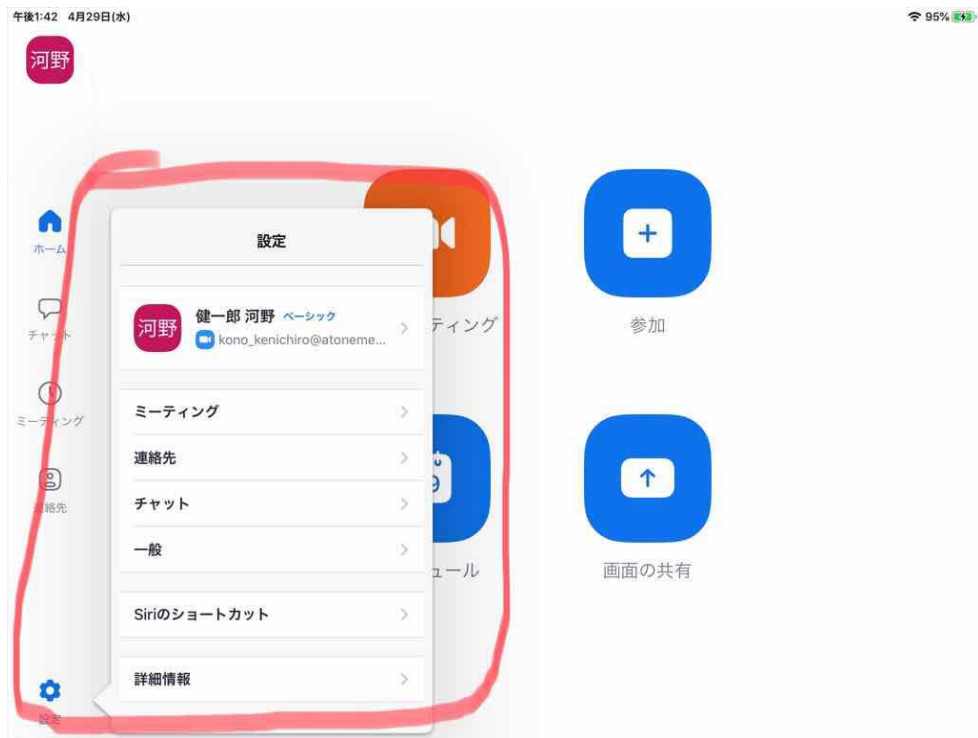 午後1:42 4月29日(水)
95%
河野
ホーム
チャット
ミーティング
連絡先
設定
設定
河野
健一郎 河野 ベーシック
kono_kenichiro@atoneme...
ミーティング
連絡先
チャット
一般
Siriのショートカット
詳細情報
ティング
参加
9
ュール
画面の共有